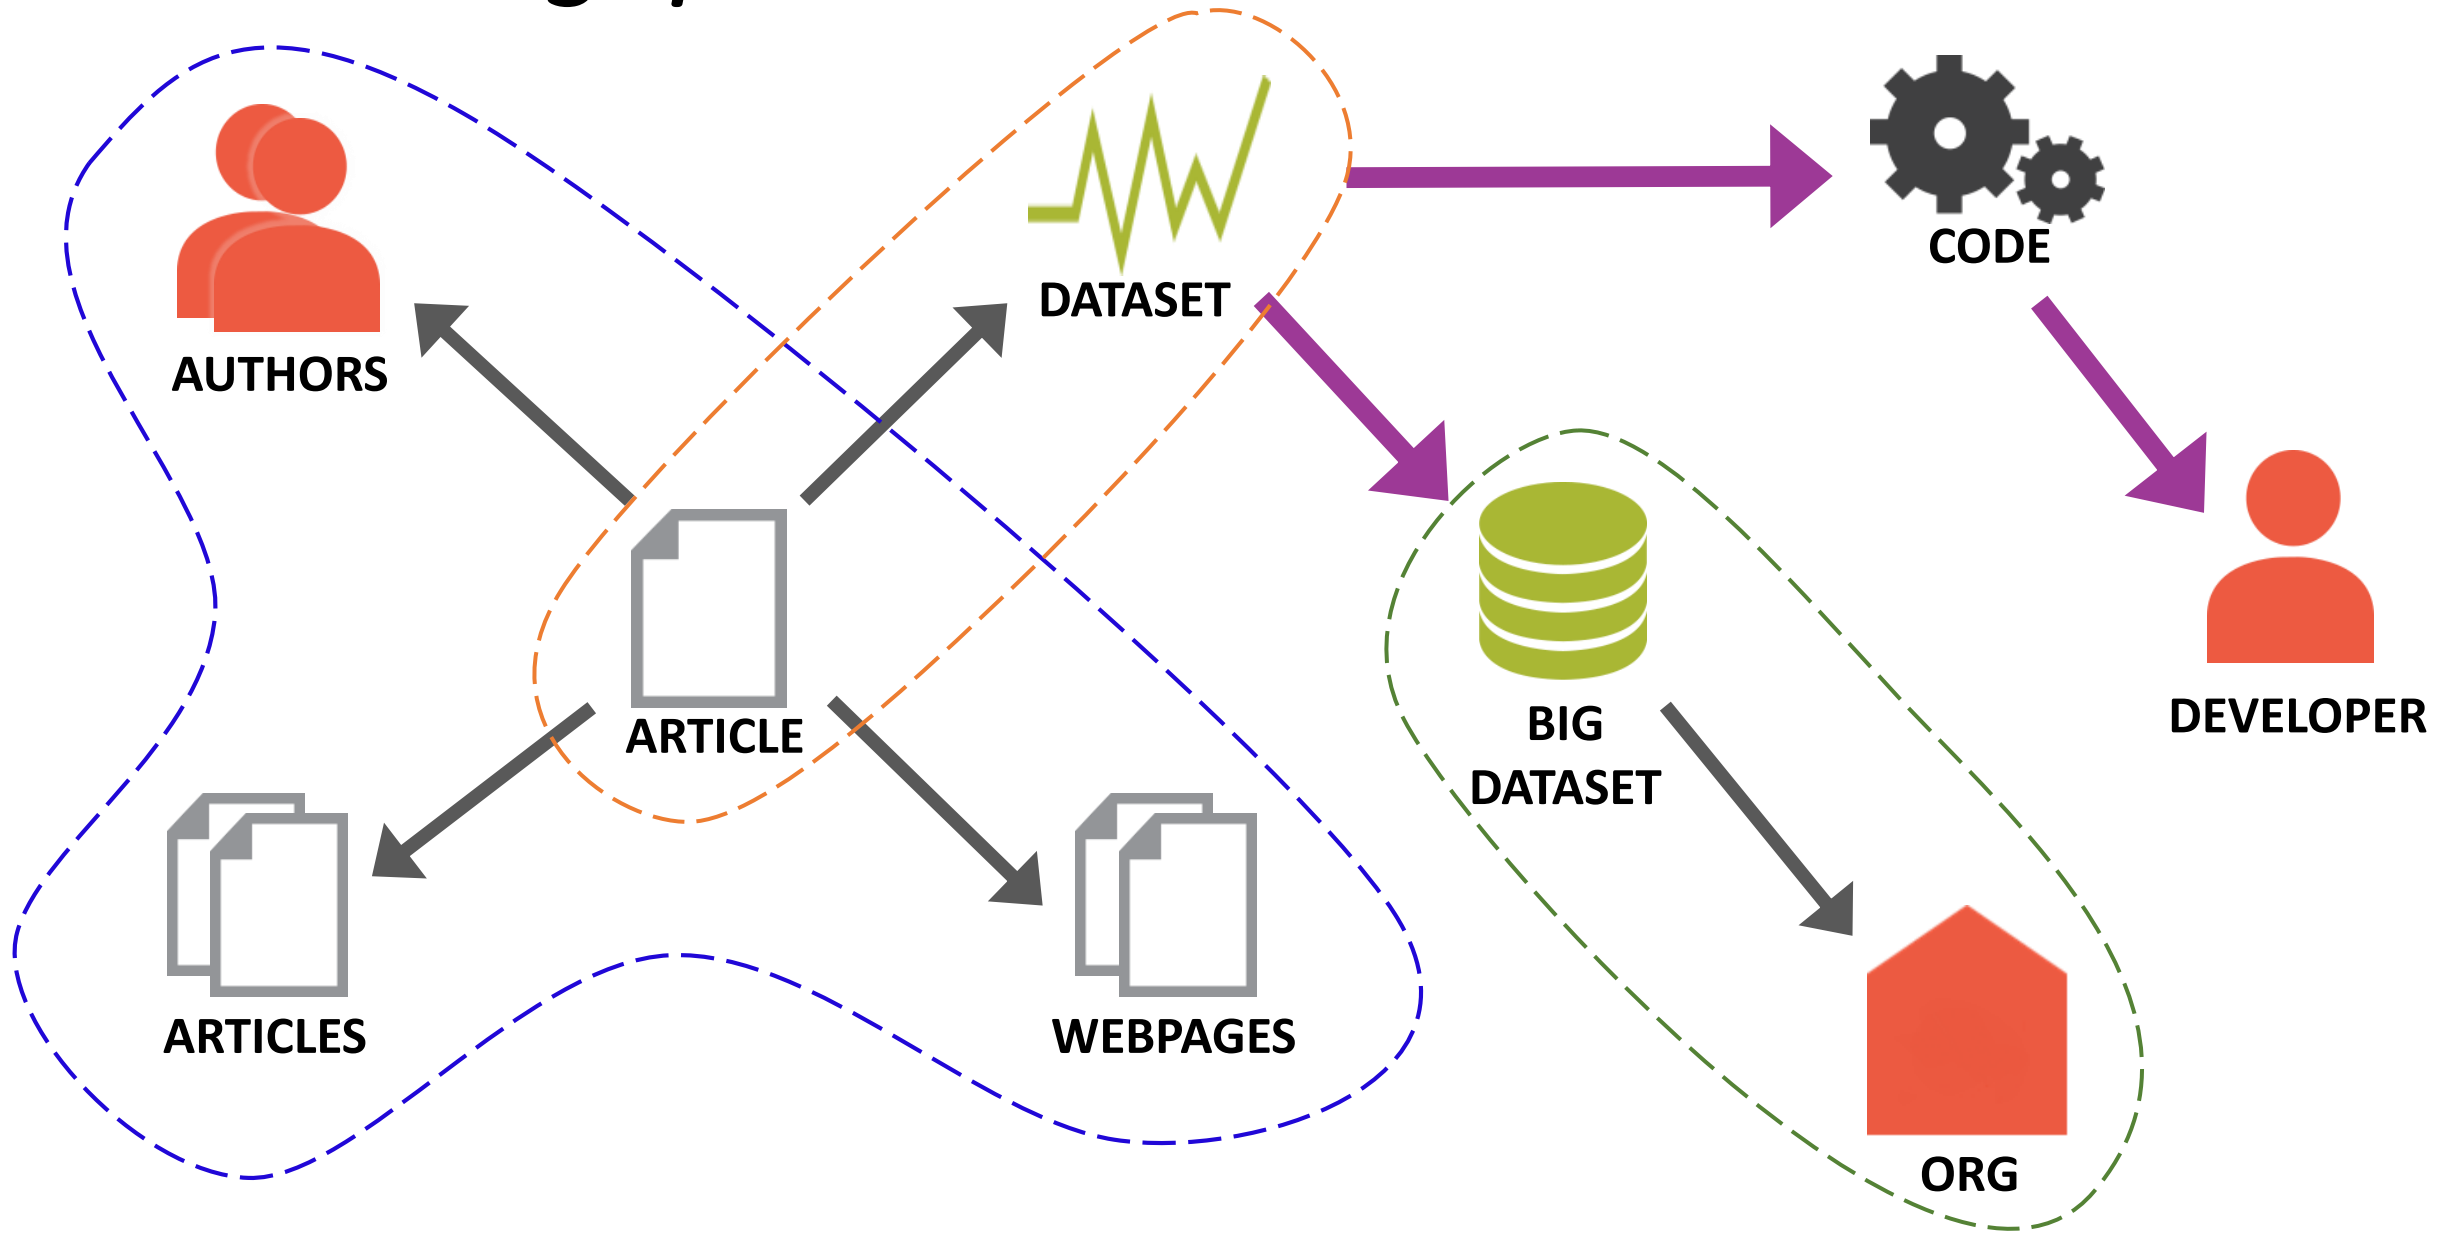 AUTHORS
DATASET
CODE
ARTICLE
BIG
DATASET
DEVELOPER
ARTICLES
WEBPAGES
ORG